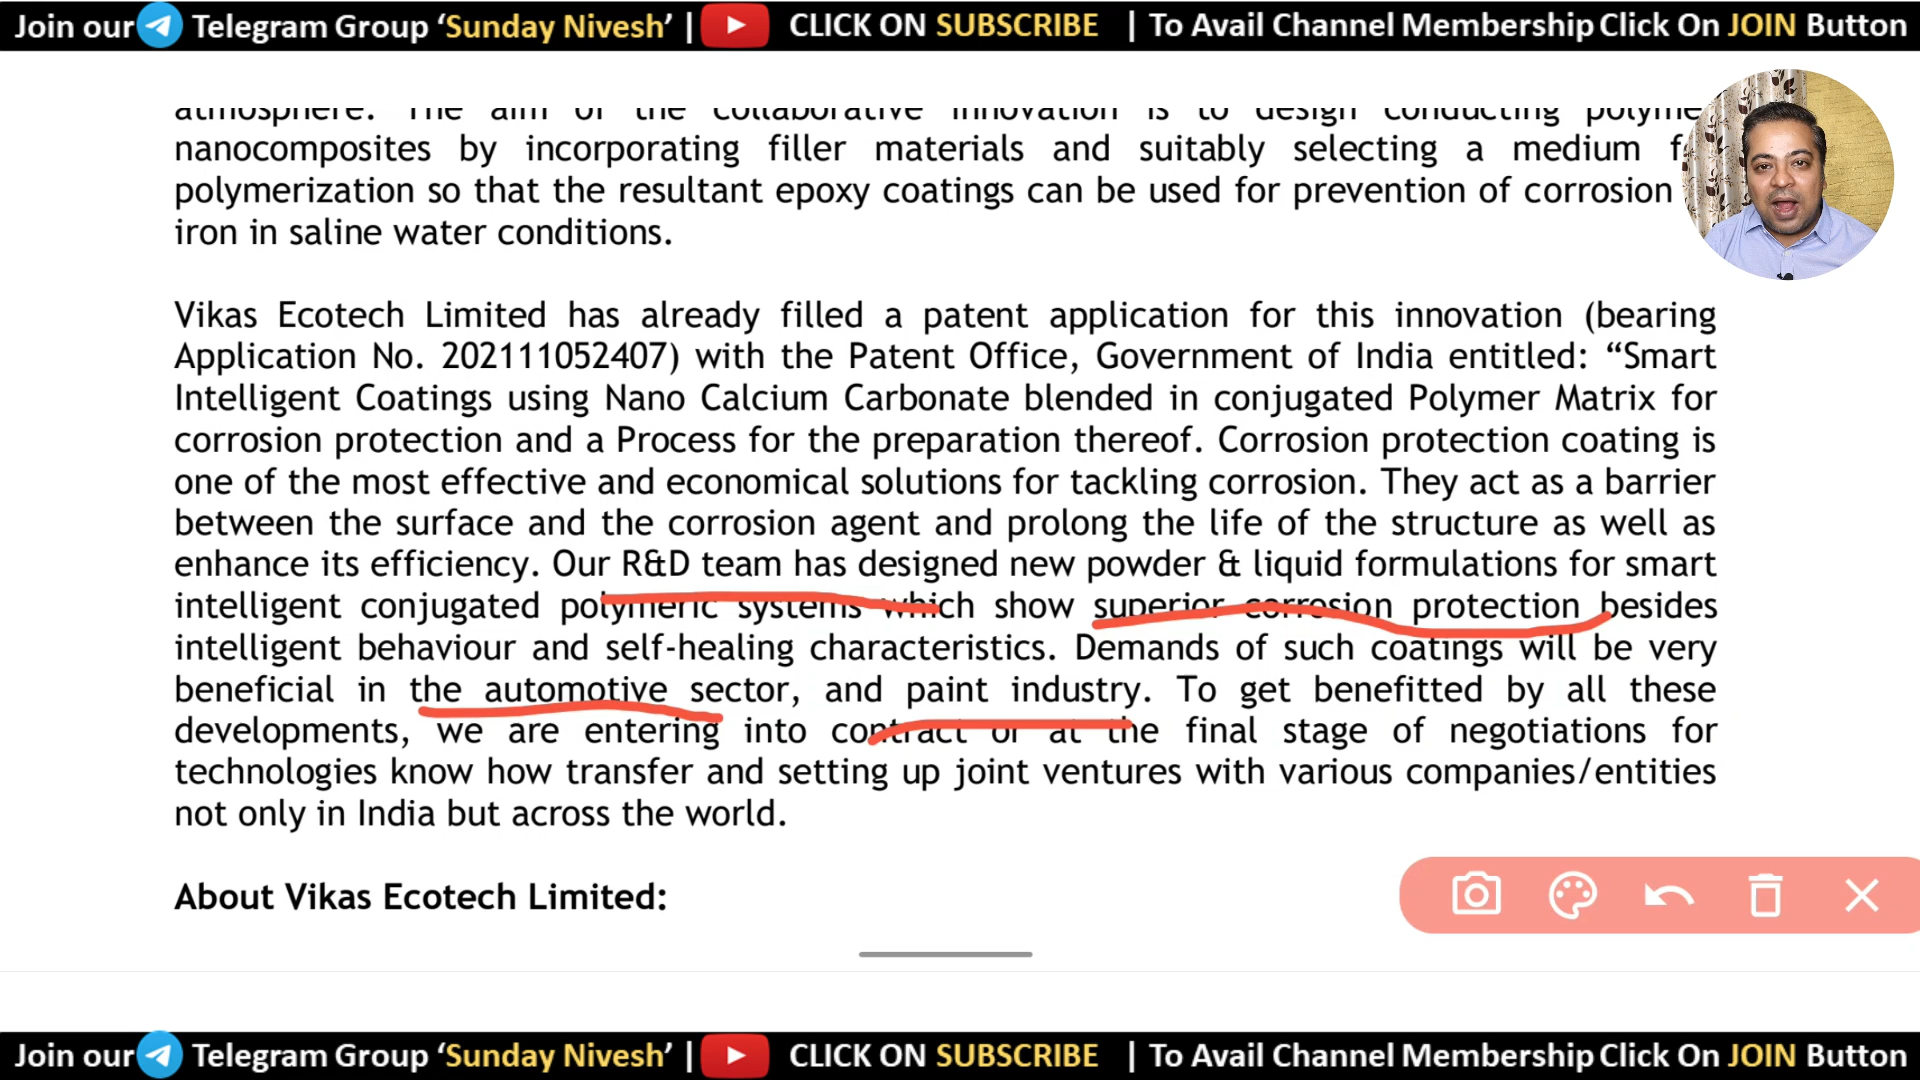 Join our Telegram Group ‘Sunday Nivesh’ | CLICK ON SUBSCRIBE | To Avail Channel Membership Click On JOIN Button
atmosphere. The aim of the collaborative innovation is to design conducting
nanocomposites by incorporating filler materials and suitably selecting a medium
polymerization so that the resultant epoxy coatings can be used for prevention of corrosion
iron in saline water conditions.
Vikas Ecotech Limited has already filled a patent application for this innovation (bearing
Application No. 202111052407) with the Patent Office, Government of India entitled: “Smart
Intelligent Coatings using Nano Calcium Carbonate blended in conjugated Polymer Matrix for
corrosion protection and a Process for the preparation thereof. Corrosion protection coating is
one of the most effective and economical solutions for tackling corrosion. They act as a barrier
between the surface and the corrosion agent and prolong the life of the structure as well as
enhance its efficiency. Our R&D team has designed new powder & liquid formulations for smart
intelligent conjugated polymeric systems which show superior corrosion protection besides
intelligent behaviour and self-healing characteristics. Demands of such coatings will be very
beneficial in the automotive sector, and paint industry. To get benefitted by all these
developments, we are entering into contract or at the final stage of negotiations for
technologies know how transfer and setting up joint ventures with various companies/entities
not only in India but across the world.
About Vikas Ecotech Limited:
Join our Telegram Group ‘Sunday Nivesh’ | CLICK ON SUBSCRIBE | To Avail Channel Membership Click On JOIN Button